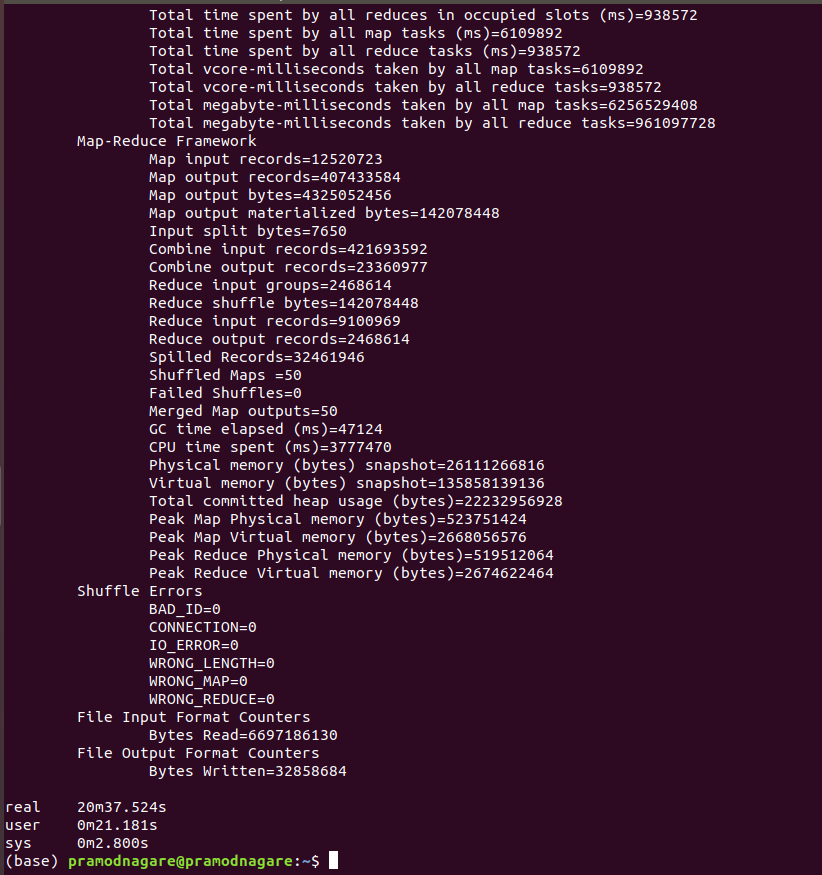 Total time spent by all reduces in occupied slots (ms)=938572
Total time spent by all map tasks (ms)=6109892
Total time spent by all reduce tasks (ms)=938572
Total vcore-milliseconds taken by all map tasks=6109892
Total vcore-milliseconds taken by all reduce tasks=938572
Total megabyte-milliseconds taken by all map tasks=6256529408
Total megabyte-milliseconds taken by all reduce tasks=961097728
Map-Reduce Framework
Map input records=12520723
Map output records=407433584
Map output bytes=4325052456
Map output materialized bytes=142078448
Input split bytes=7650
Combine input records=421693592
Combine output records=23360977
Reduce input groups=2468614
Reduce shuffle bytes=142078448
Reduce input records=9100969
Reduce output records=2468614
Spilled Records=32461946
Shuffled Maps =50
Failed Shuffles=0
Merged Map outputs=50
GC time elapsed (ms)=47124
CPU time spent (ms)=3777470
Physical memory (bytes) snapshot=26111266816
Virtual memory (bytes) snapshot=135858139136
Total committed heap usage (bytes)=22232956928
Peak Map Physical memory (bytes)=523751424
Peak Map Virtual memory (bytes)=2668056576
Peak Reduce Physical memory (bytes)=519512064
Peak Reduce Virtual memory (bytes)=2674622464
Shuffle Errors
BAD_ID=0
CONNECTION=0
IO_ERROR=0
WRONG_LENGTH=0
WRONG_MAP=0
WRONG_REDUCE=0
File Input Format Counters
Bytes Read=6697186130
File Output Format Counters
Bytes Written=32858684
real 20m37.524s
user 0m21.181s
sys 0m2.800s
(base) pramodnagare@pramodnagare:~$